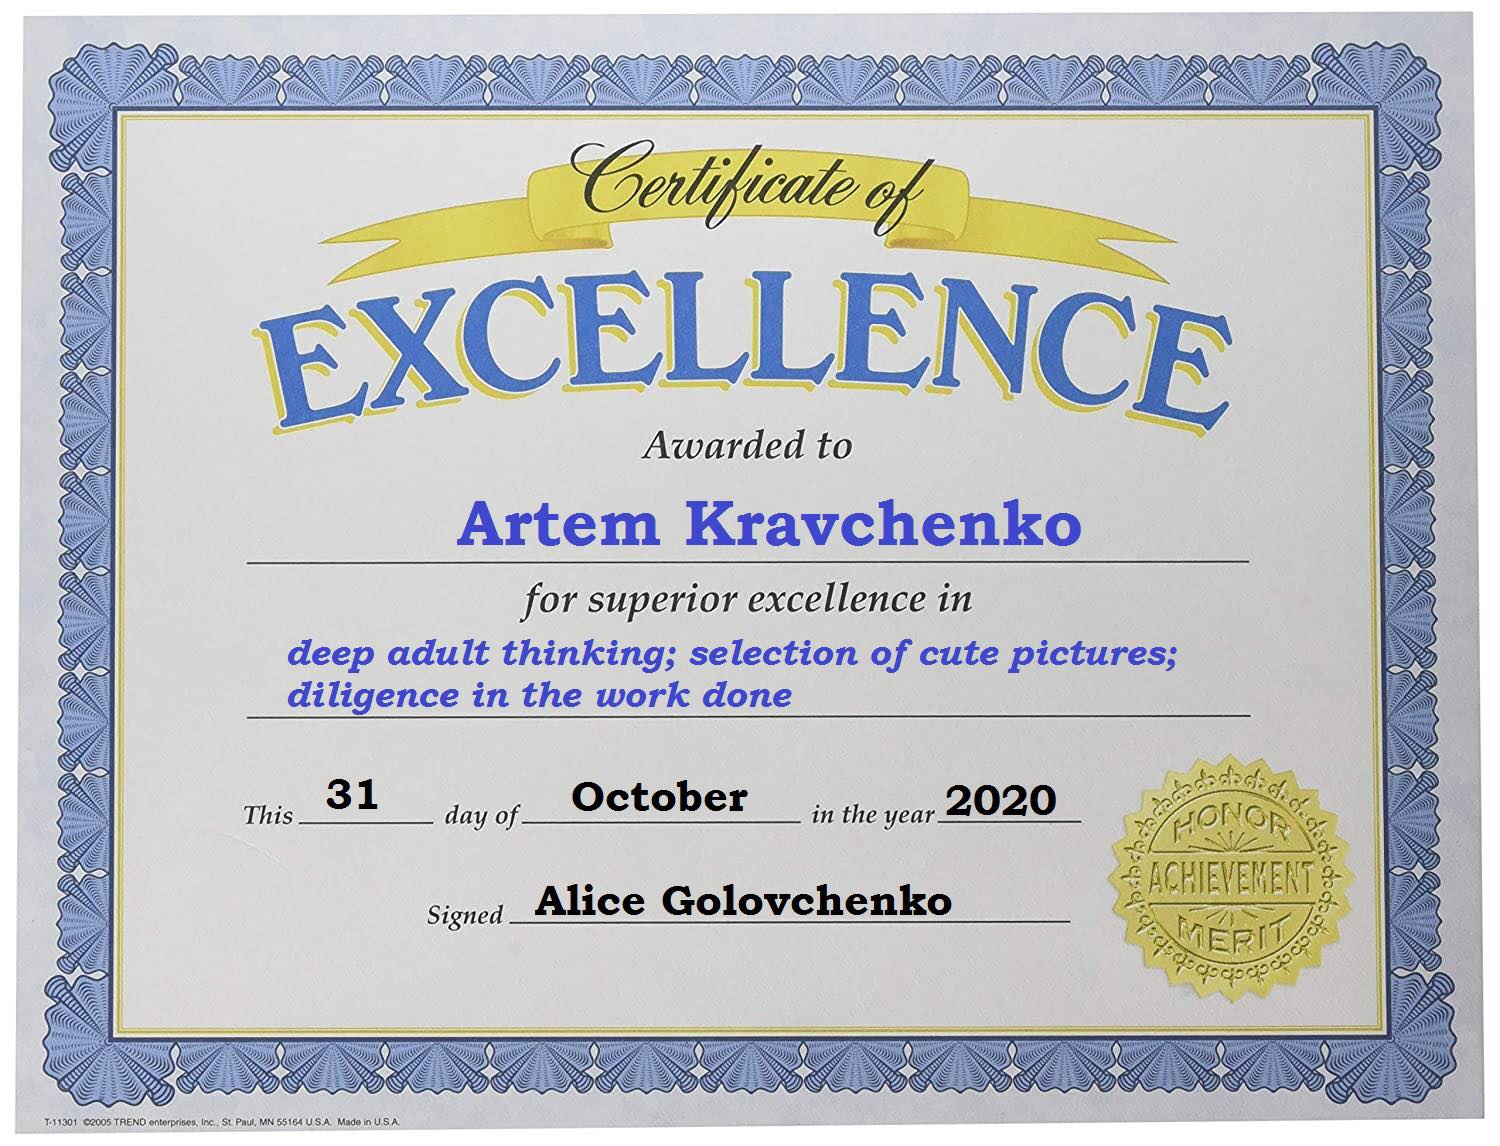 Certificate of
EXCELLENCE
Awarded to
Artem Kravchenko
for superior excellence in
deep adult thinking; selection of cute pictures;
diligence in the work done
This 31 day of October in the year 2020
Signed Alice Golovchenko
HONOR
ACHIEVEMENT
MERIT
T-11301 ©2005 TREND enterprises, Inc., St. Paul, MN 55164 U.S.A. Made in U.S.A.